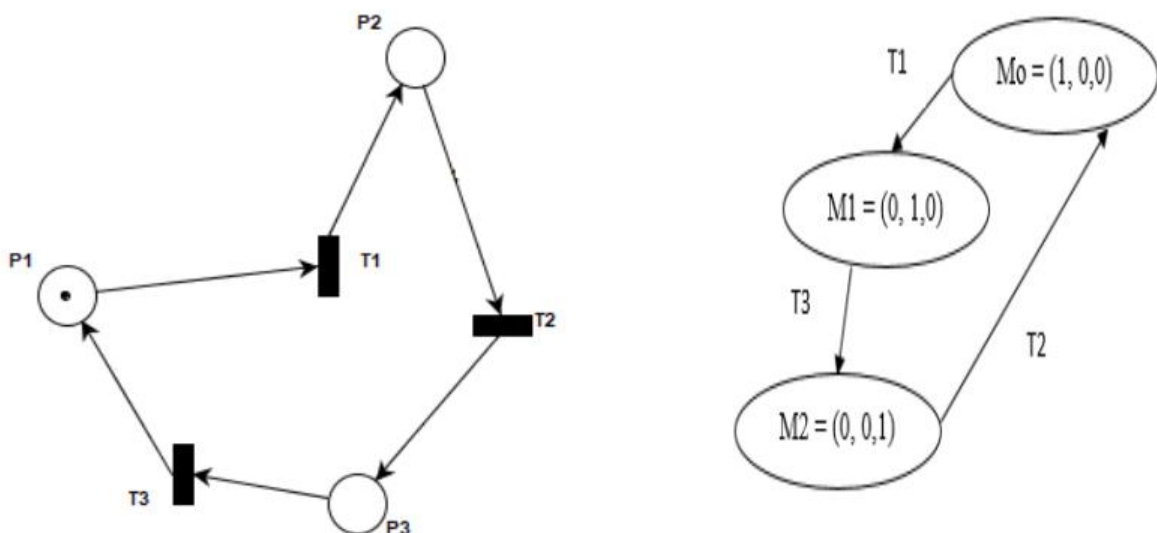 P2
P1
T1
T2
T3
P3
T1
Mo = (1, 0,0)
M1 = (0, 1,0)
T3
T2
M2 = (0, 0,1)